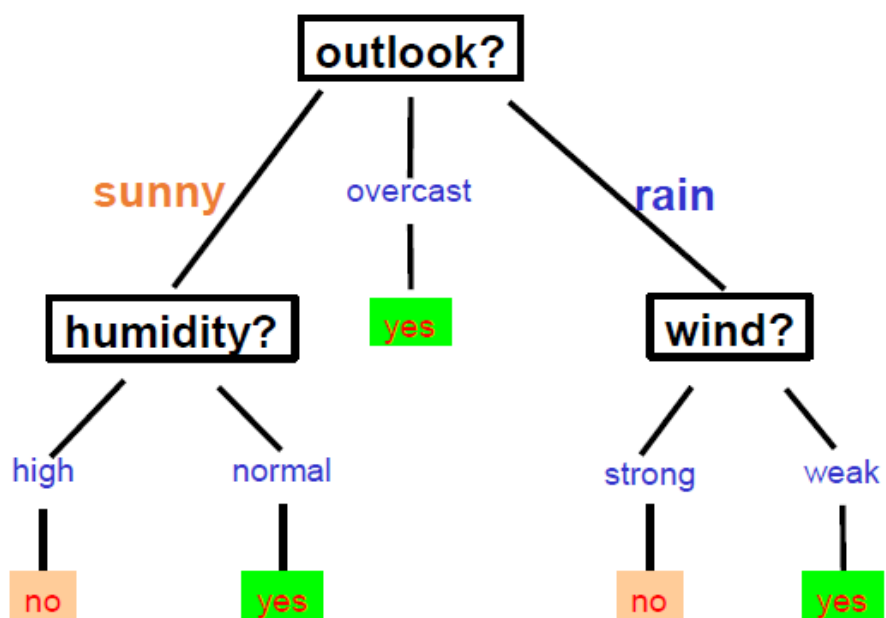 outlook?
sunny
overcast
rain
humidity?
yes
wind?
high
normal
strong
weak
no
yes
no
yes